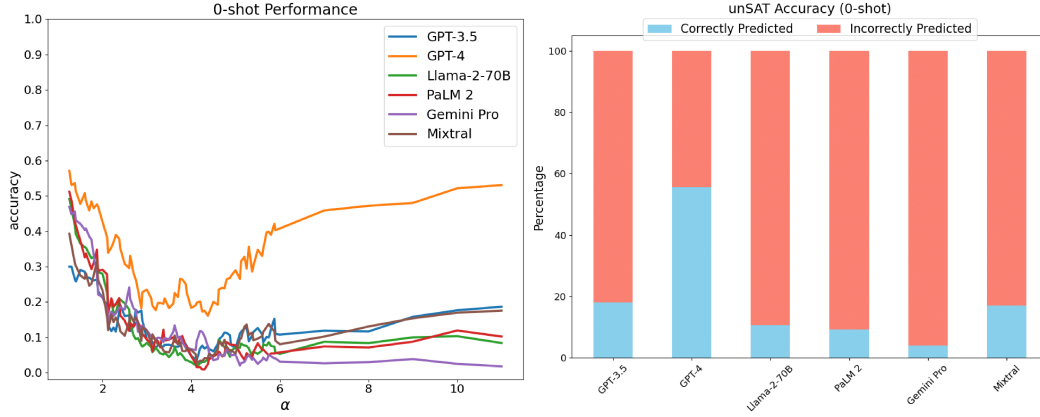 0-shot Performance
accuracy
1.0
0.9
0.8
0.7
0.6
0.5
0.4
0.3
0.2
0.1
0.0
GPT-3.5
GPT-4
Llama-2-70B
PaLM 2
Gemini Pro
Mixtral
2
4
6
8
10
α
unSAT Accuracy (0-shot)
Correctly Predicted
Incorrectly Predicted
Percentage
100
80
60
40
20
0
GPT-3.5
GPT-4
Llama-2-70B
PaLM 2
Gemini Pro
Mixtral